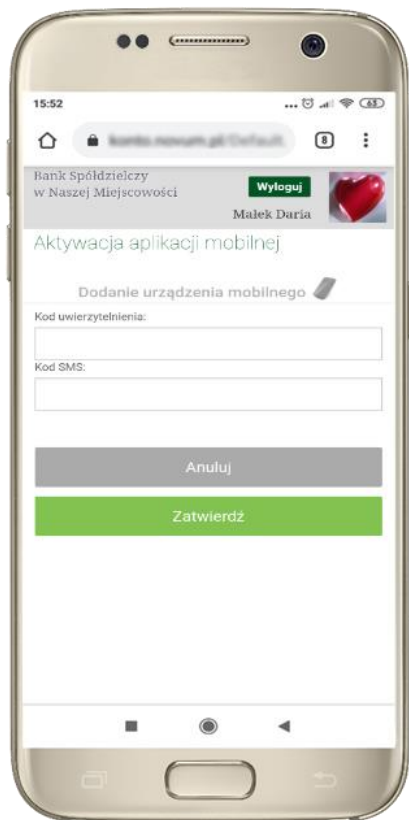 15:52
... 63
8
Bank Spółdzielczy
w Naszej Miejscowości
Wyloguj
Małek Daria
Aktywacja aplikacji mobilnej
Dodanie urządzenia mobilnego
Kod uwierzytelnienia:
Kod SMS:
Anuluj
Zatwierdź